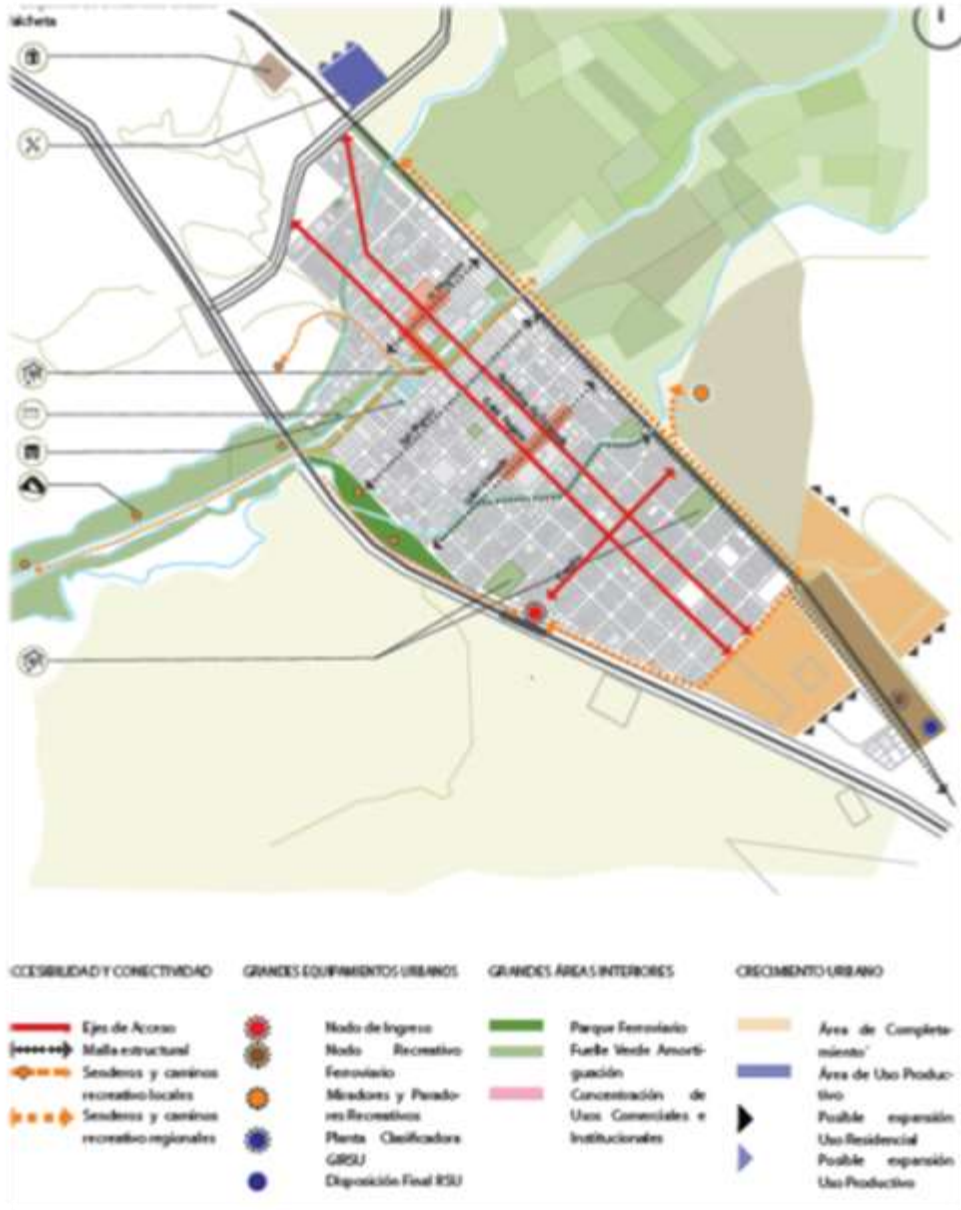 alcheta
CCESIBILIDAD Y CONECTIVIDAD
Ejes de Acceso
Malla estructural
Senderos y caminos
recreativo locales
Senderos y caminos
recreativo regionales
GRANDES EQUIPAMIENTOS URBANOS
Nodo de Ingreso
Nodo Recreativo
Ferroviario
Miradores y Parado-
res Recreativos
Planta Clasificadora
GIRSU
Disposición Final RSU
GRANDES ÁREAS INTERIORES
Parque Ferroviario
Fuelle Verde Amorti-
guación
Concentración de
Usos Comerciales e
Institucionales
CRECIMIENTO URBANO
Área de Completa-
miento'
Área de Uso Produc-
tivo
Posible expansión
Uso Residencial
Posible expansión
Uso Productivo